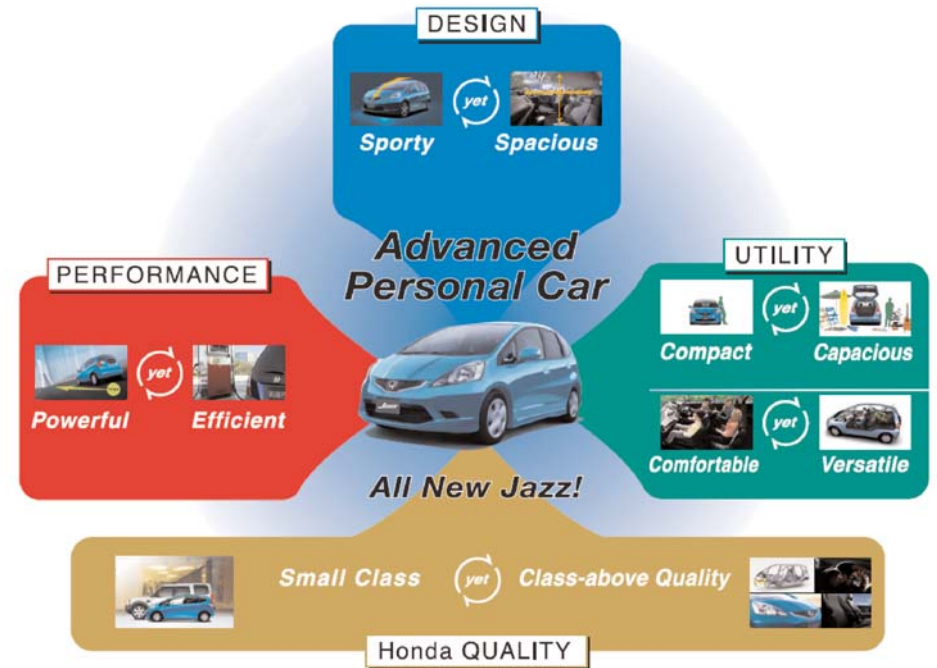 DESIGN
Sporty yet Spacious
Advanced
Personal Car
PERFORMANCE
Powerful yet Efficient
UTILITY
Compact yet Capacious
Comfortable yet Versatile
Jazz
All New Jazz!
Small Class yet Class-above Quality
Honda QUALITY